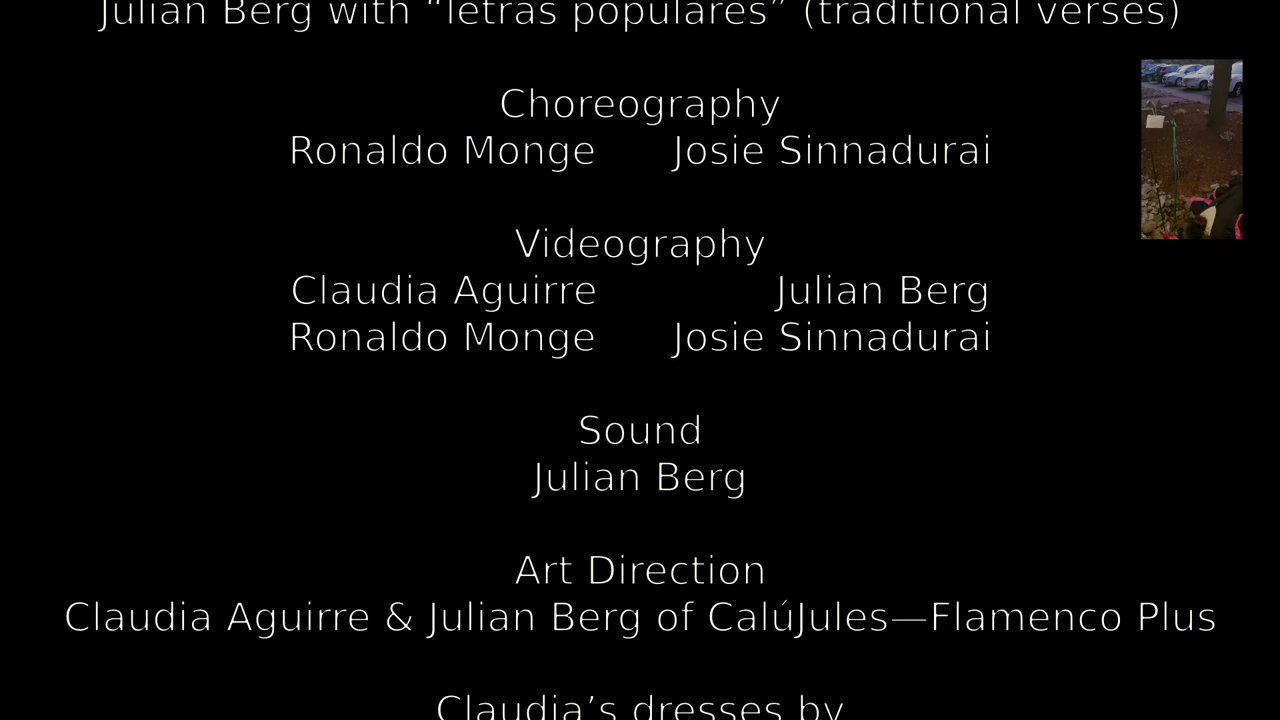 Julian Berg with “letras populares” (traditional verses)
Choreography
Ronaldo Monge Josie Sinnadurai
Videography
Claudia Aguirre Julian Berg
Ronaldo Monge Josie Sinnadurai
Sound
Julian Berg
Art Direction
Claudia Aguirre & Julian Berg of CalúJules—Flamenco Plus
Claudia’s dresses by